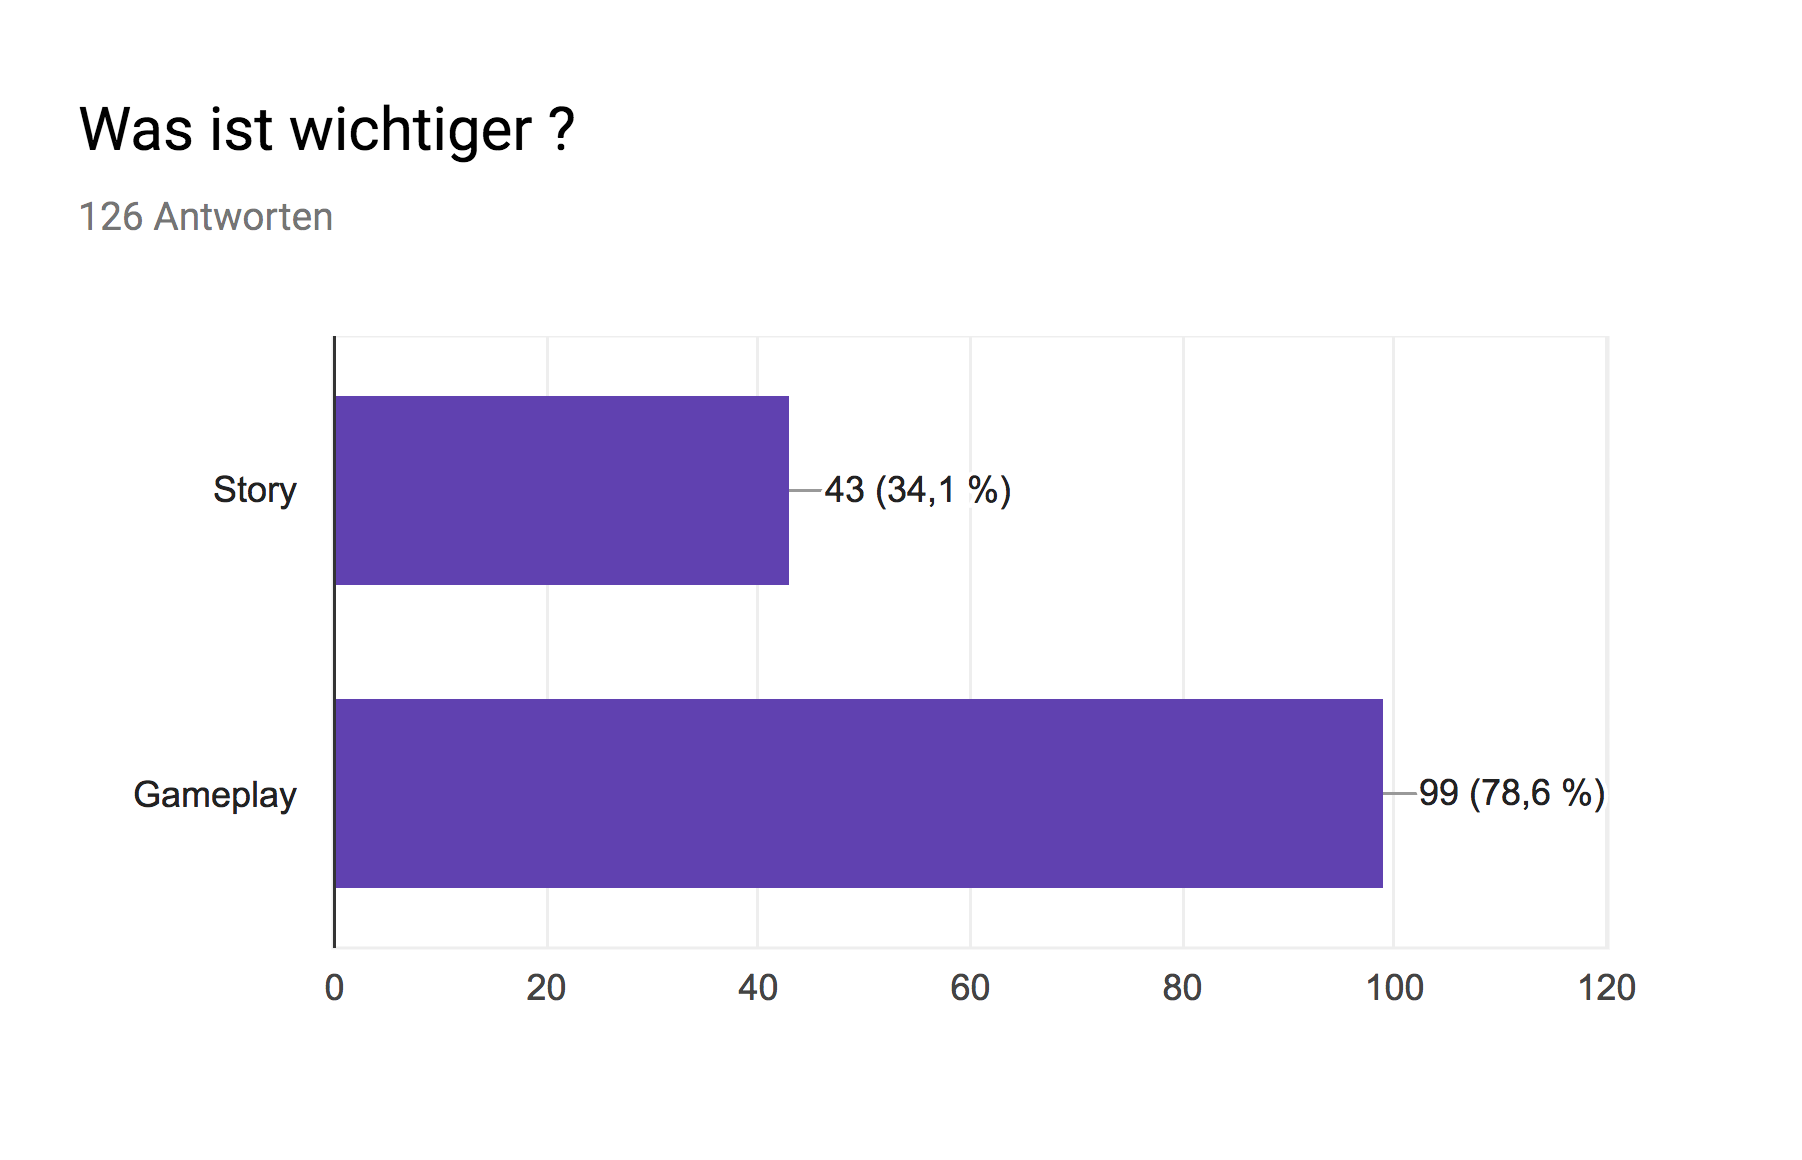 Was ist wichtiger ?
126 Antworten
Story
43 (34,1 %)
Gameplay
99 (78,6 %)
0 20 40 60 80 100 120